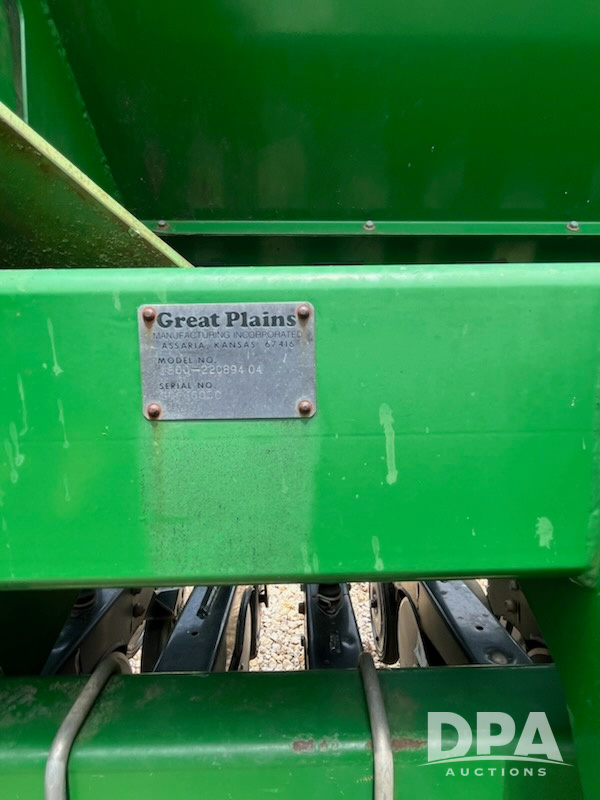 Great Plains
MANUFACTURING INCORPORATED
ASSARIA, KANSAS 67416
MODEL NO.
SERIAL NO.
DPA
AUCTIONS